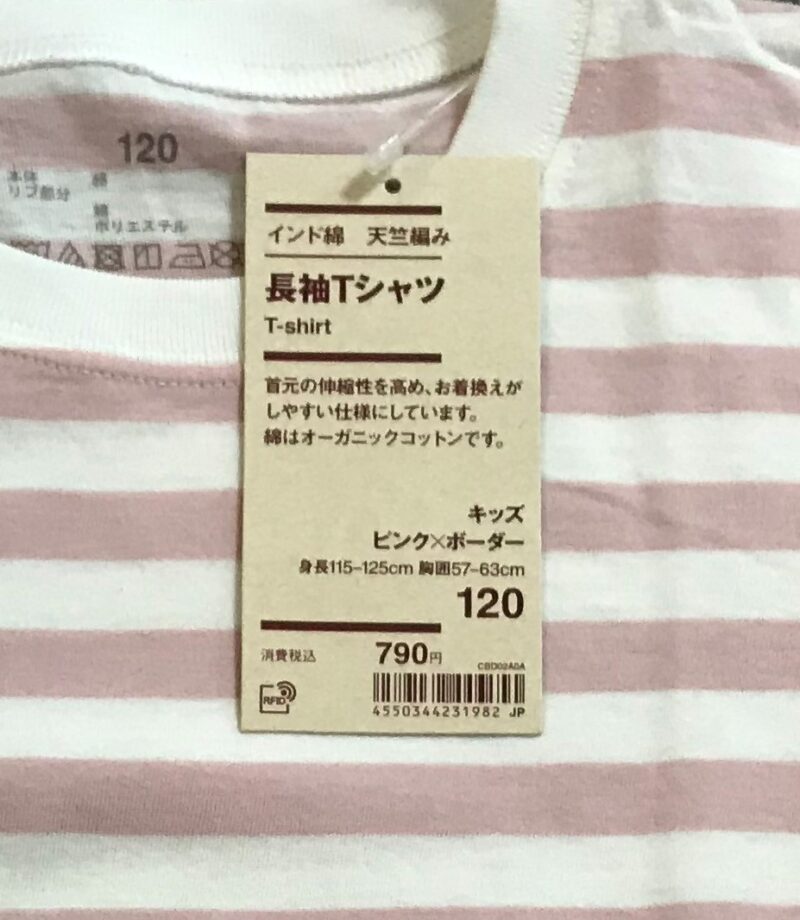 120
本体
リブ部分
綿
綿
ポリエステル
インド綿　天竺編み
長袖Tシャツ
T-shirt
首元の伸縮性を高め、お着換えが
しやすい仕様にしています。
綿はオーガニックコットンです。
キッズ
ピンク×ボーダー
身長115-125cm 胸囲57-63cm
120
消費税込 790円
CBD02A0A
RFID
4550344231982 JP